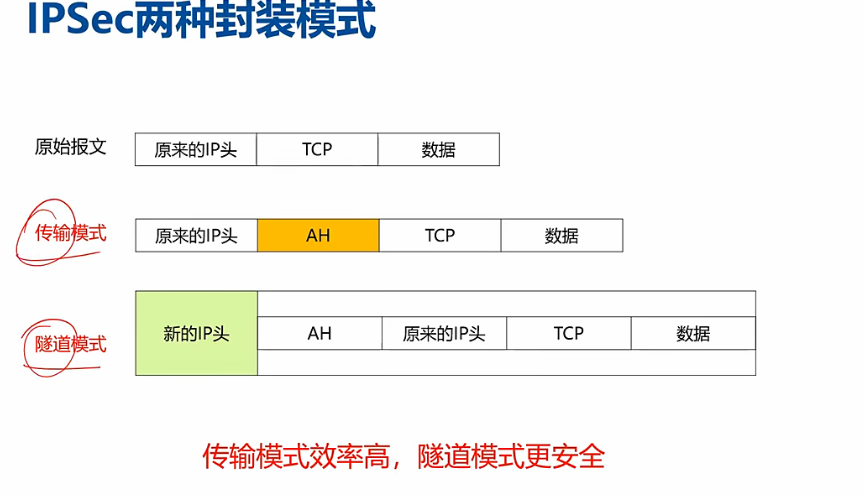 IPSec两种封装模式
原始报文 原来的IP头 TCP 数据
传输模式 原来的IP头 AH TCP 数据
隧道模式 新的IP头 AH 原来的IP头 TCP 数据
传输模式效率高，隧道模式更安全